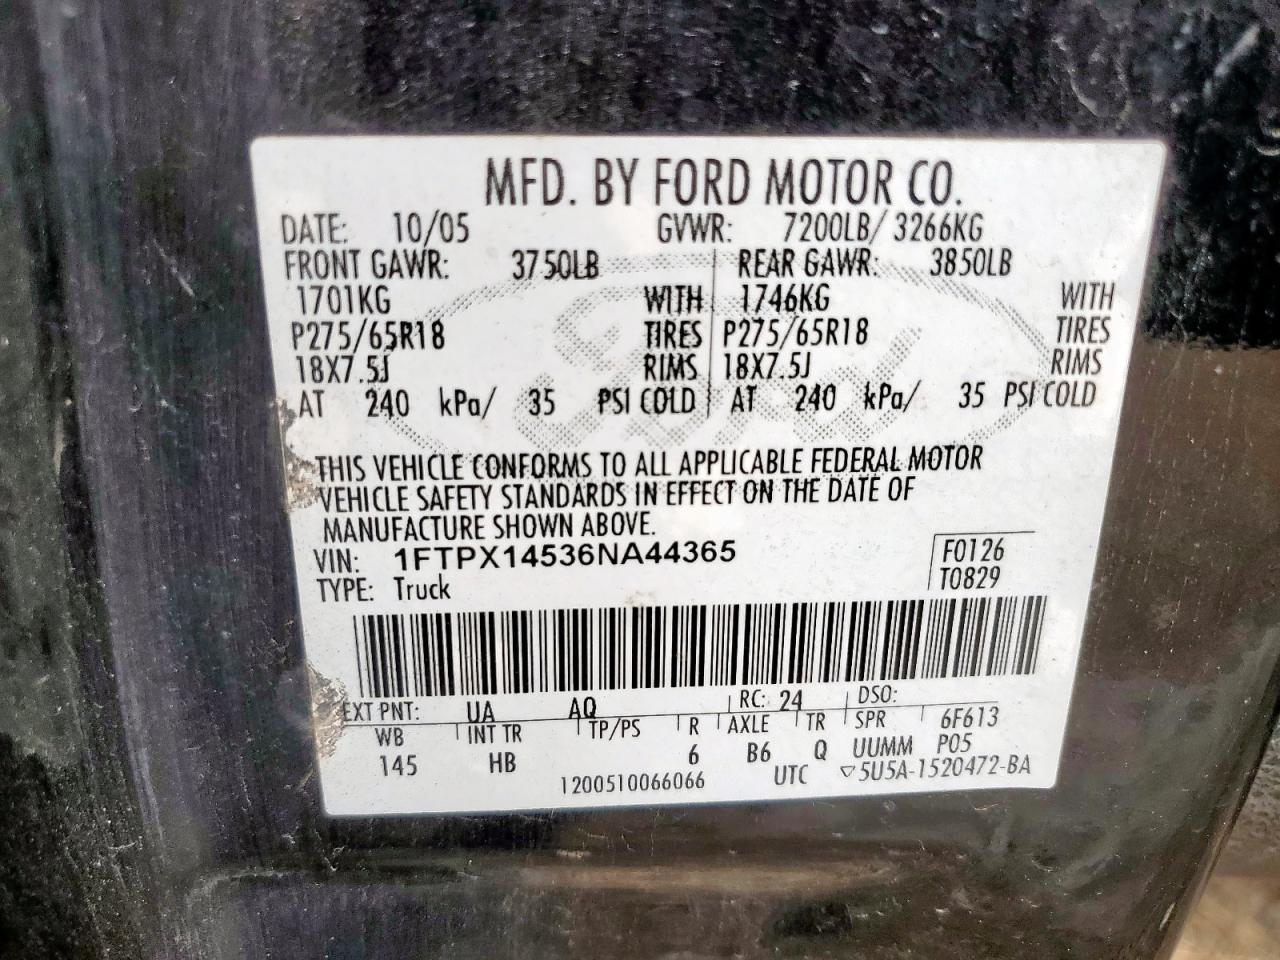 MFD. BY FORD MOTOR CO.
DATE: 10/05 GVWR: 7200LB/ 3266KG
FRONT GAWR: 3750LB REAR GAWR: 3850LB
1701KG WITH 1746KG WITH
P275/65R18 TIRES P275/65R18 TIRES
18X7.5J RIMS 18X7.5J RIMS
AT 240 kPa/ 35 PSI COLD AT 240 kPa/ 35 PSI COLD
Ford
THIS VEHICLE CONFORMS TO ALL APPLICABLE FEDERAL MOTOR
VEHICLE SAFETY STANDARDS IN EFFECT ON THE DATE OF
MANUFACTURE SHOWN ABOVE.
VIN: 1FTPX14536NA44365 F0126
TYPE: Truck T0829
EXT PNT: UA AQ RC: 24 DSO:
WB INT TR TP/PS R AXLE TR SPR 6F613
145 HB 6 B6 Q UUMM P05
1200510066066 UTC ▽5U5A-1520472-BA